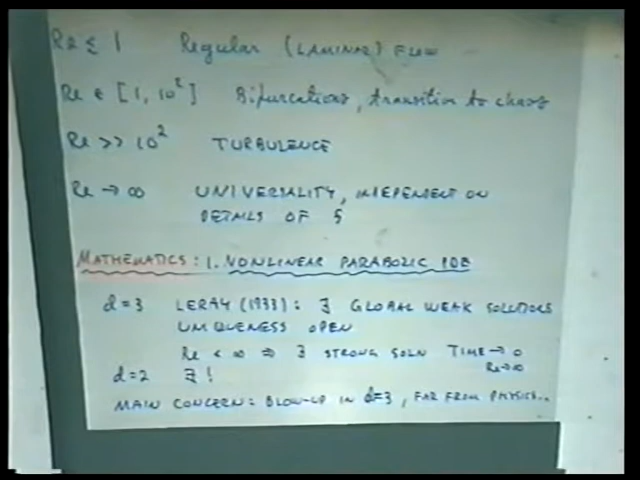 Re ≲ 1 Regular (LAMINAR) FLOW
Re ∈ [1, 10²] Bifurcations, transition to chaos
Re >> 10² TURBULENCE
Re → ∞ UNIVERSALITY, INDEPENDENT ON
DETAILS OF f
MATHEMATICS: 1. NONLINEAR PARABOLIC PDE
d=3 LERAY (1933): ∃ GLOBAL WEAK SOLUTIONS
UNIQUENESS OPEN
Re < ∞ ⇒ ∃ STRONG SOLN TIME → 0
Re→∞
d=2 ∃!
MAIN CONCERN: BLOW-UP IN d=3, FAR FROM PHYSICS..